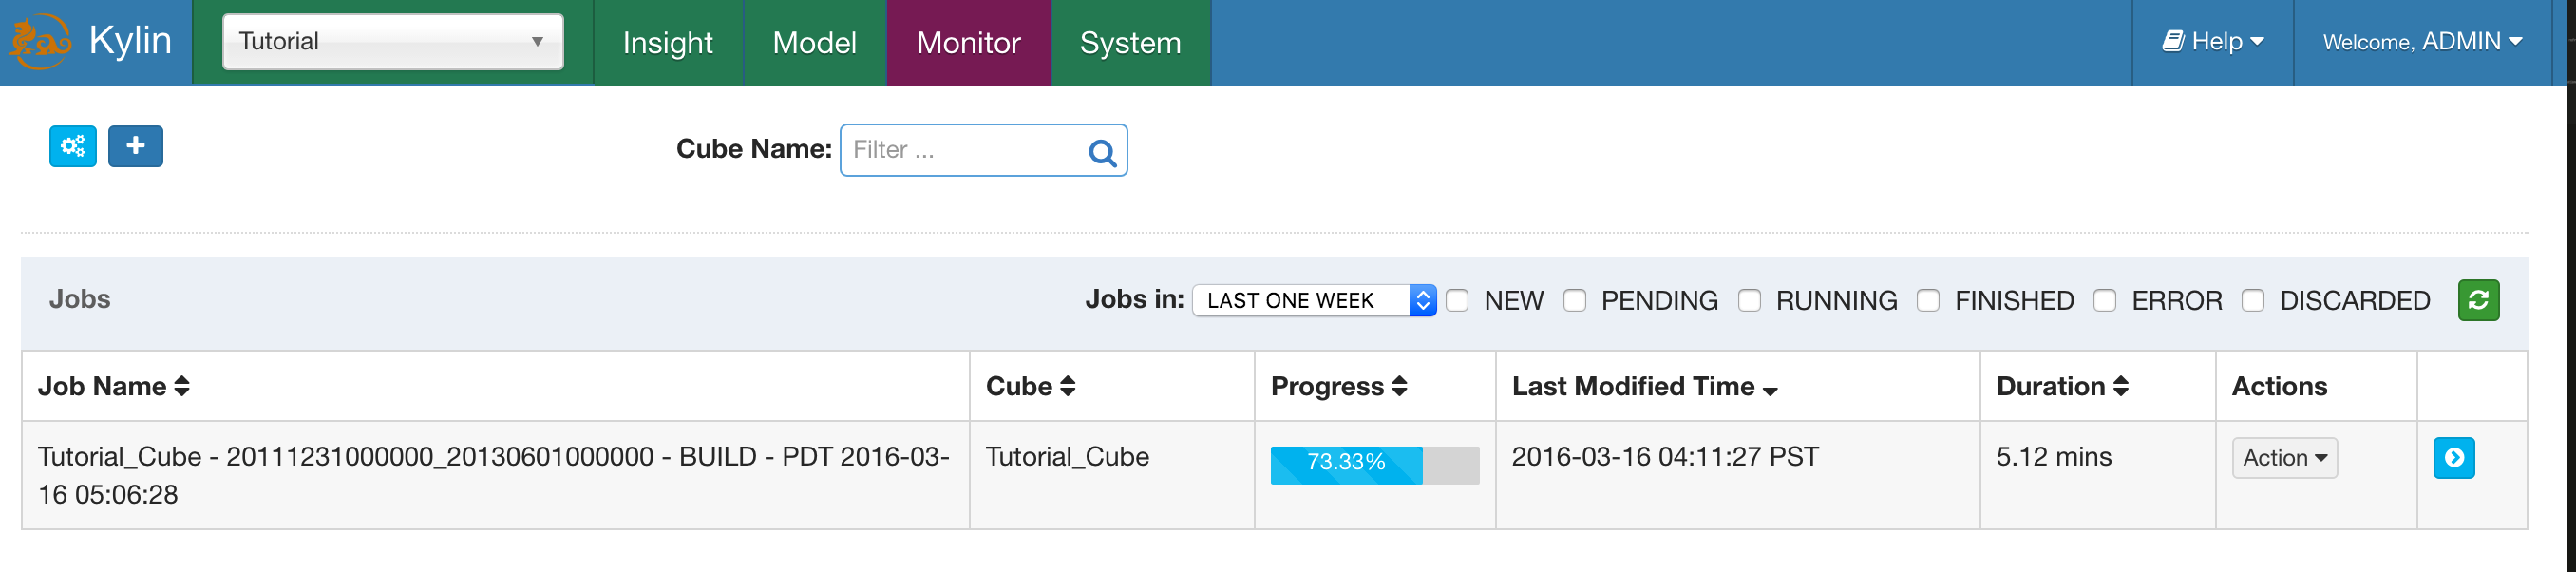 Kylin Tutorial Insight Model Monitor System Help Welcome, ADMIN
Cube Name: Filter ...
Jobs Jobs in: LAST ONE WEEK NEW PENDING RUNNING FINISHED ERROR DISCARDED
Job Name Cube Progress Last Modified Time Duration Actions
Tutorial_Cube - 20111231000000_20130601000000 - BUILD - PDT 2016-03- Tutorial_Cube 73.33% 2016-03-16 04:11:27 PST 5.12 mins Action
16 05:06:28